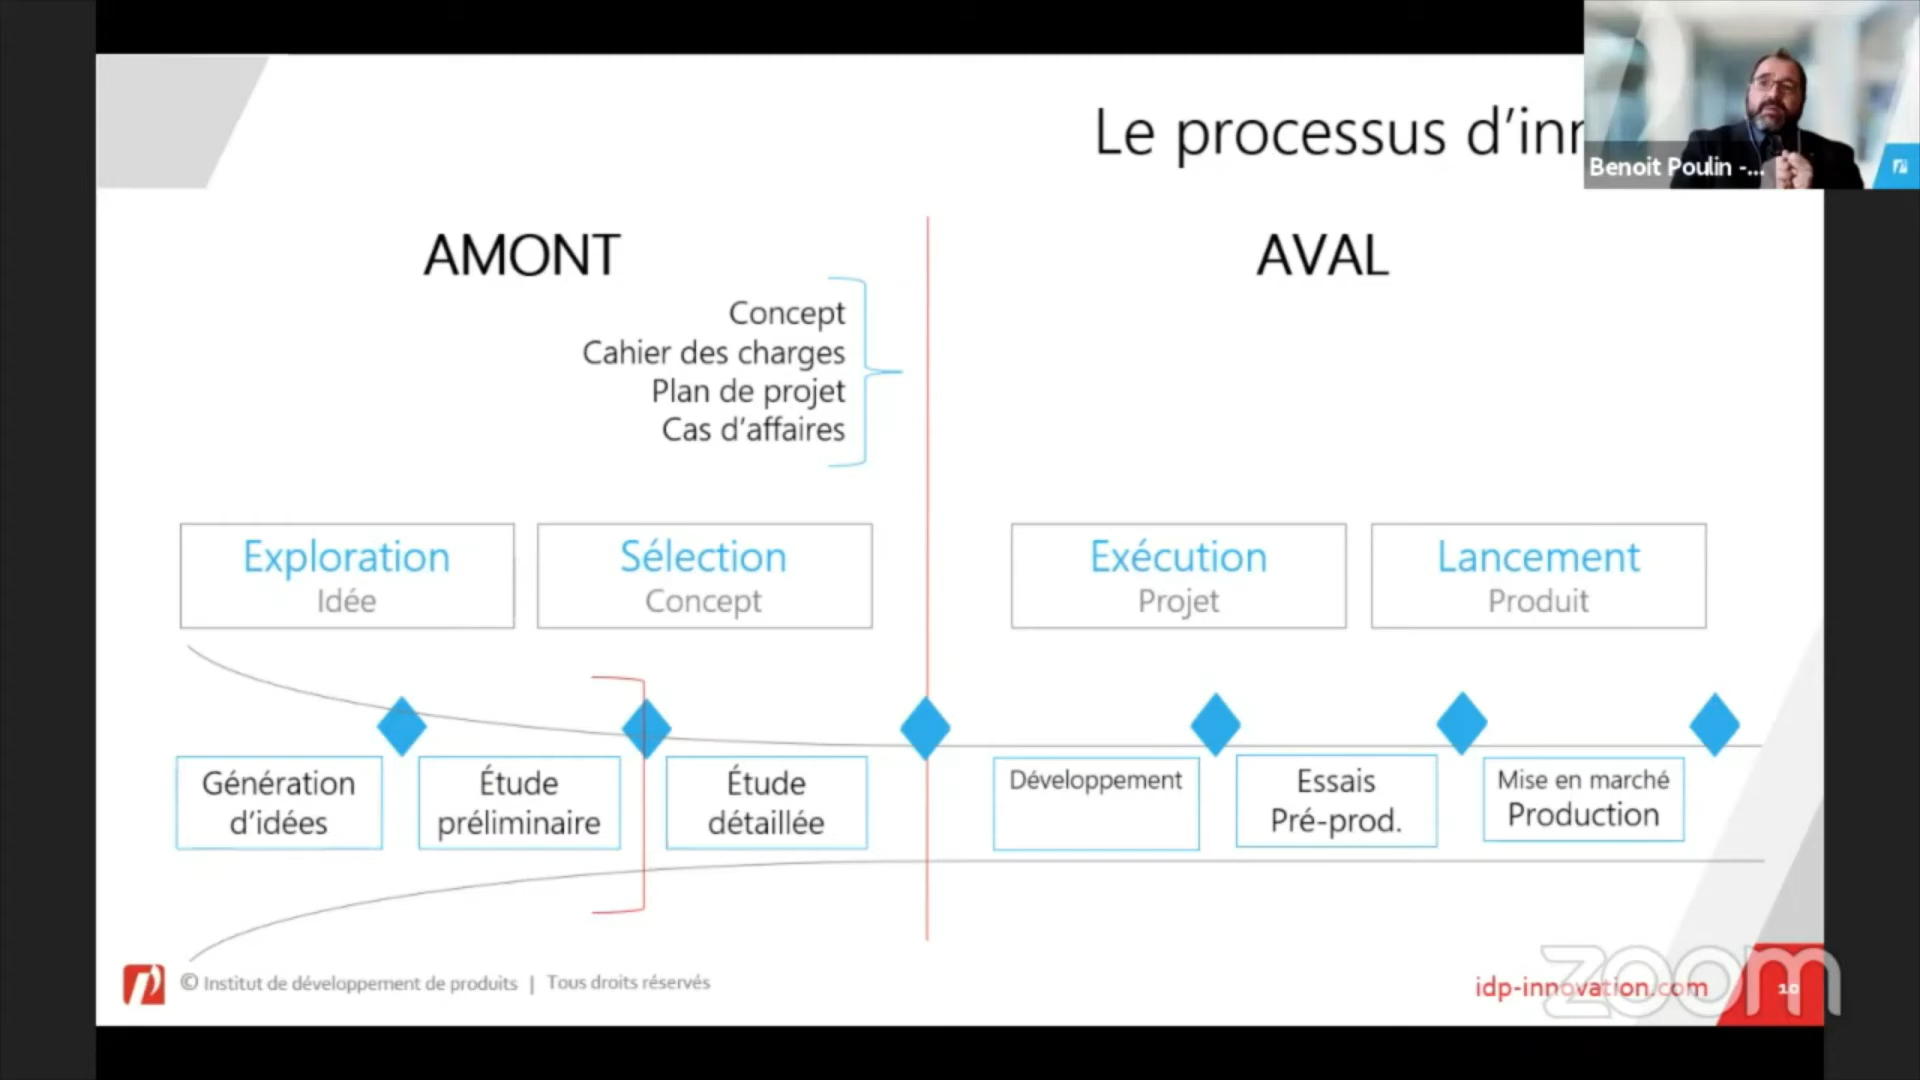 Le processus d’inn
Benoit Poulin -...
AMONT
AVAL
Concept
Cahier des charges
Plan de projet
Cas d’affaires
Exploration
Idée
Sélection
Concept
Exécution
Projet
Lancement
Produit
Génération
d’idées
Étude
préliminaire
Étude
détaillée
Développement
Essais
Pré-prod.
Mise en marché
Production
© Institut de développement de produits | Tous droits réservés
idp-innovation.com
10
zoom